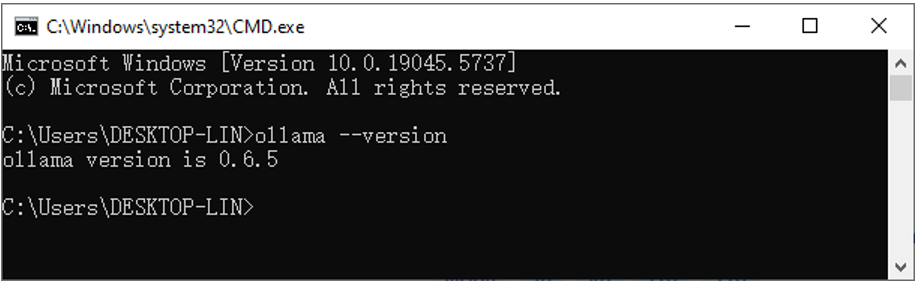 C:\Windows\system32\CMD.exe
Microsoft Windows [Version 10.0.19045.5737]
(c) Microsoft Corporation. All rights reserved.
C:\Users\DESKTOP-LIN>ollama --version
ollama version is 0.6.5
C:\Users\DESKTOP-LIN>